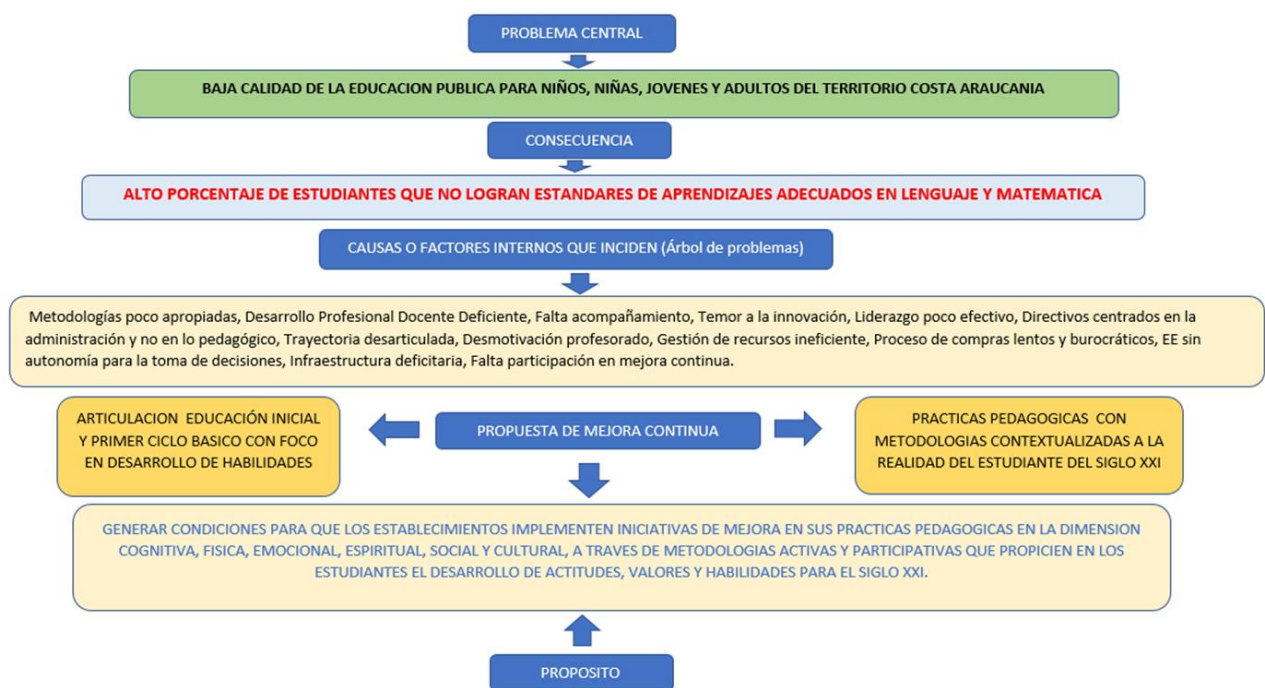 PROBLEMA CENTRAL
BAJA CALIDAD DE LA EDUCACION PUBLICA PARA NIÑOS, NIÑAS, JOVENES Y ADULTOS DEL TERRITORIO COSTA ARAUCANIA
CONSECUENCIA
ALTO PORCENTAJE DE ESTUDIANTES QUE NO LOGRAN ESTANDARES DE APRENDIZAJES ADECUADOS EN LENGUAJE Y MATEMATICA
CAUSAS O FACTORES INTERNOS QUE INCIDEN (Árbol de problemas)
Metodologías poco apropiadas, Desarrollo Profesional Docente Deficiente, Falta acompañamiento, Temor a la innovación, Liderazgo poco efectivo, Directivos centrados en la
administración y no en lo pedagógico, Trayectoria desarticulada, Desmotivación profesorado, Gestión de recursos ineficiente, Proceso de compras lentos y burocráticos, EE sin
autonomía para la toma de decisiones, Infraestructura deficitaria, Falta participación en mejora continua.
ARTICULACION EDUCACIÓN INICIAL
Y PRIMER CICLO BASICO CON FOCO
EN DESARROLLO DE HABILIDADES
PROPUESTA DE MEJORA CONTINUA
PRACTICAS PEDAGOGICAS CON
METODOLOGIAS CONTEXTUALIZADAS A LA
REALIDAD DEL ESTUDIANTE DEL SIGLO XXI
GENERAR CONDICIONES PARA QUE LOS ESTABLECIMIENTOS IMPLEMENTEN INICIATIVAS DE MEJORA EN SUS PRACTICAS PEDAGOGICAS EN LA DIMENSION
COGNITIVA, FISICA, EMOCIONAL, ESPIRITUAL, SOCIAL Y CULTURAL, A TRAVES DE METODOLOGIAS ACTIVAS Y PARTICIPATIVAS QUE PROPICIEN EN LOS
ESTUDIANTES EL DESARROLLO DE ACTITUDES, VALORES Y HABILIDADES PARA EL SIGLO XXI.
PROPOSITO